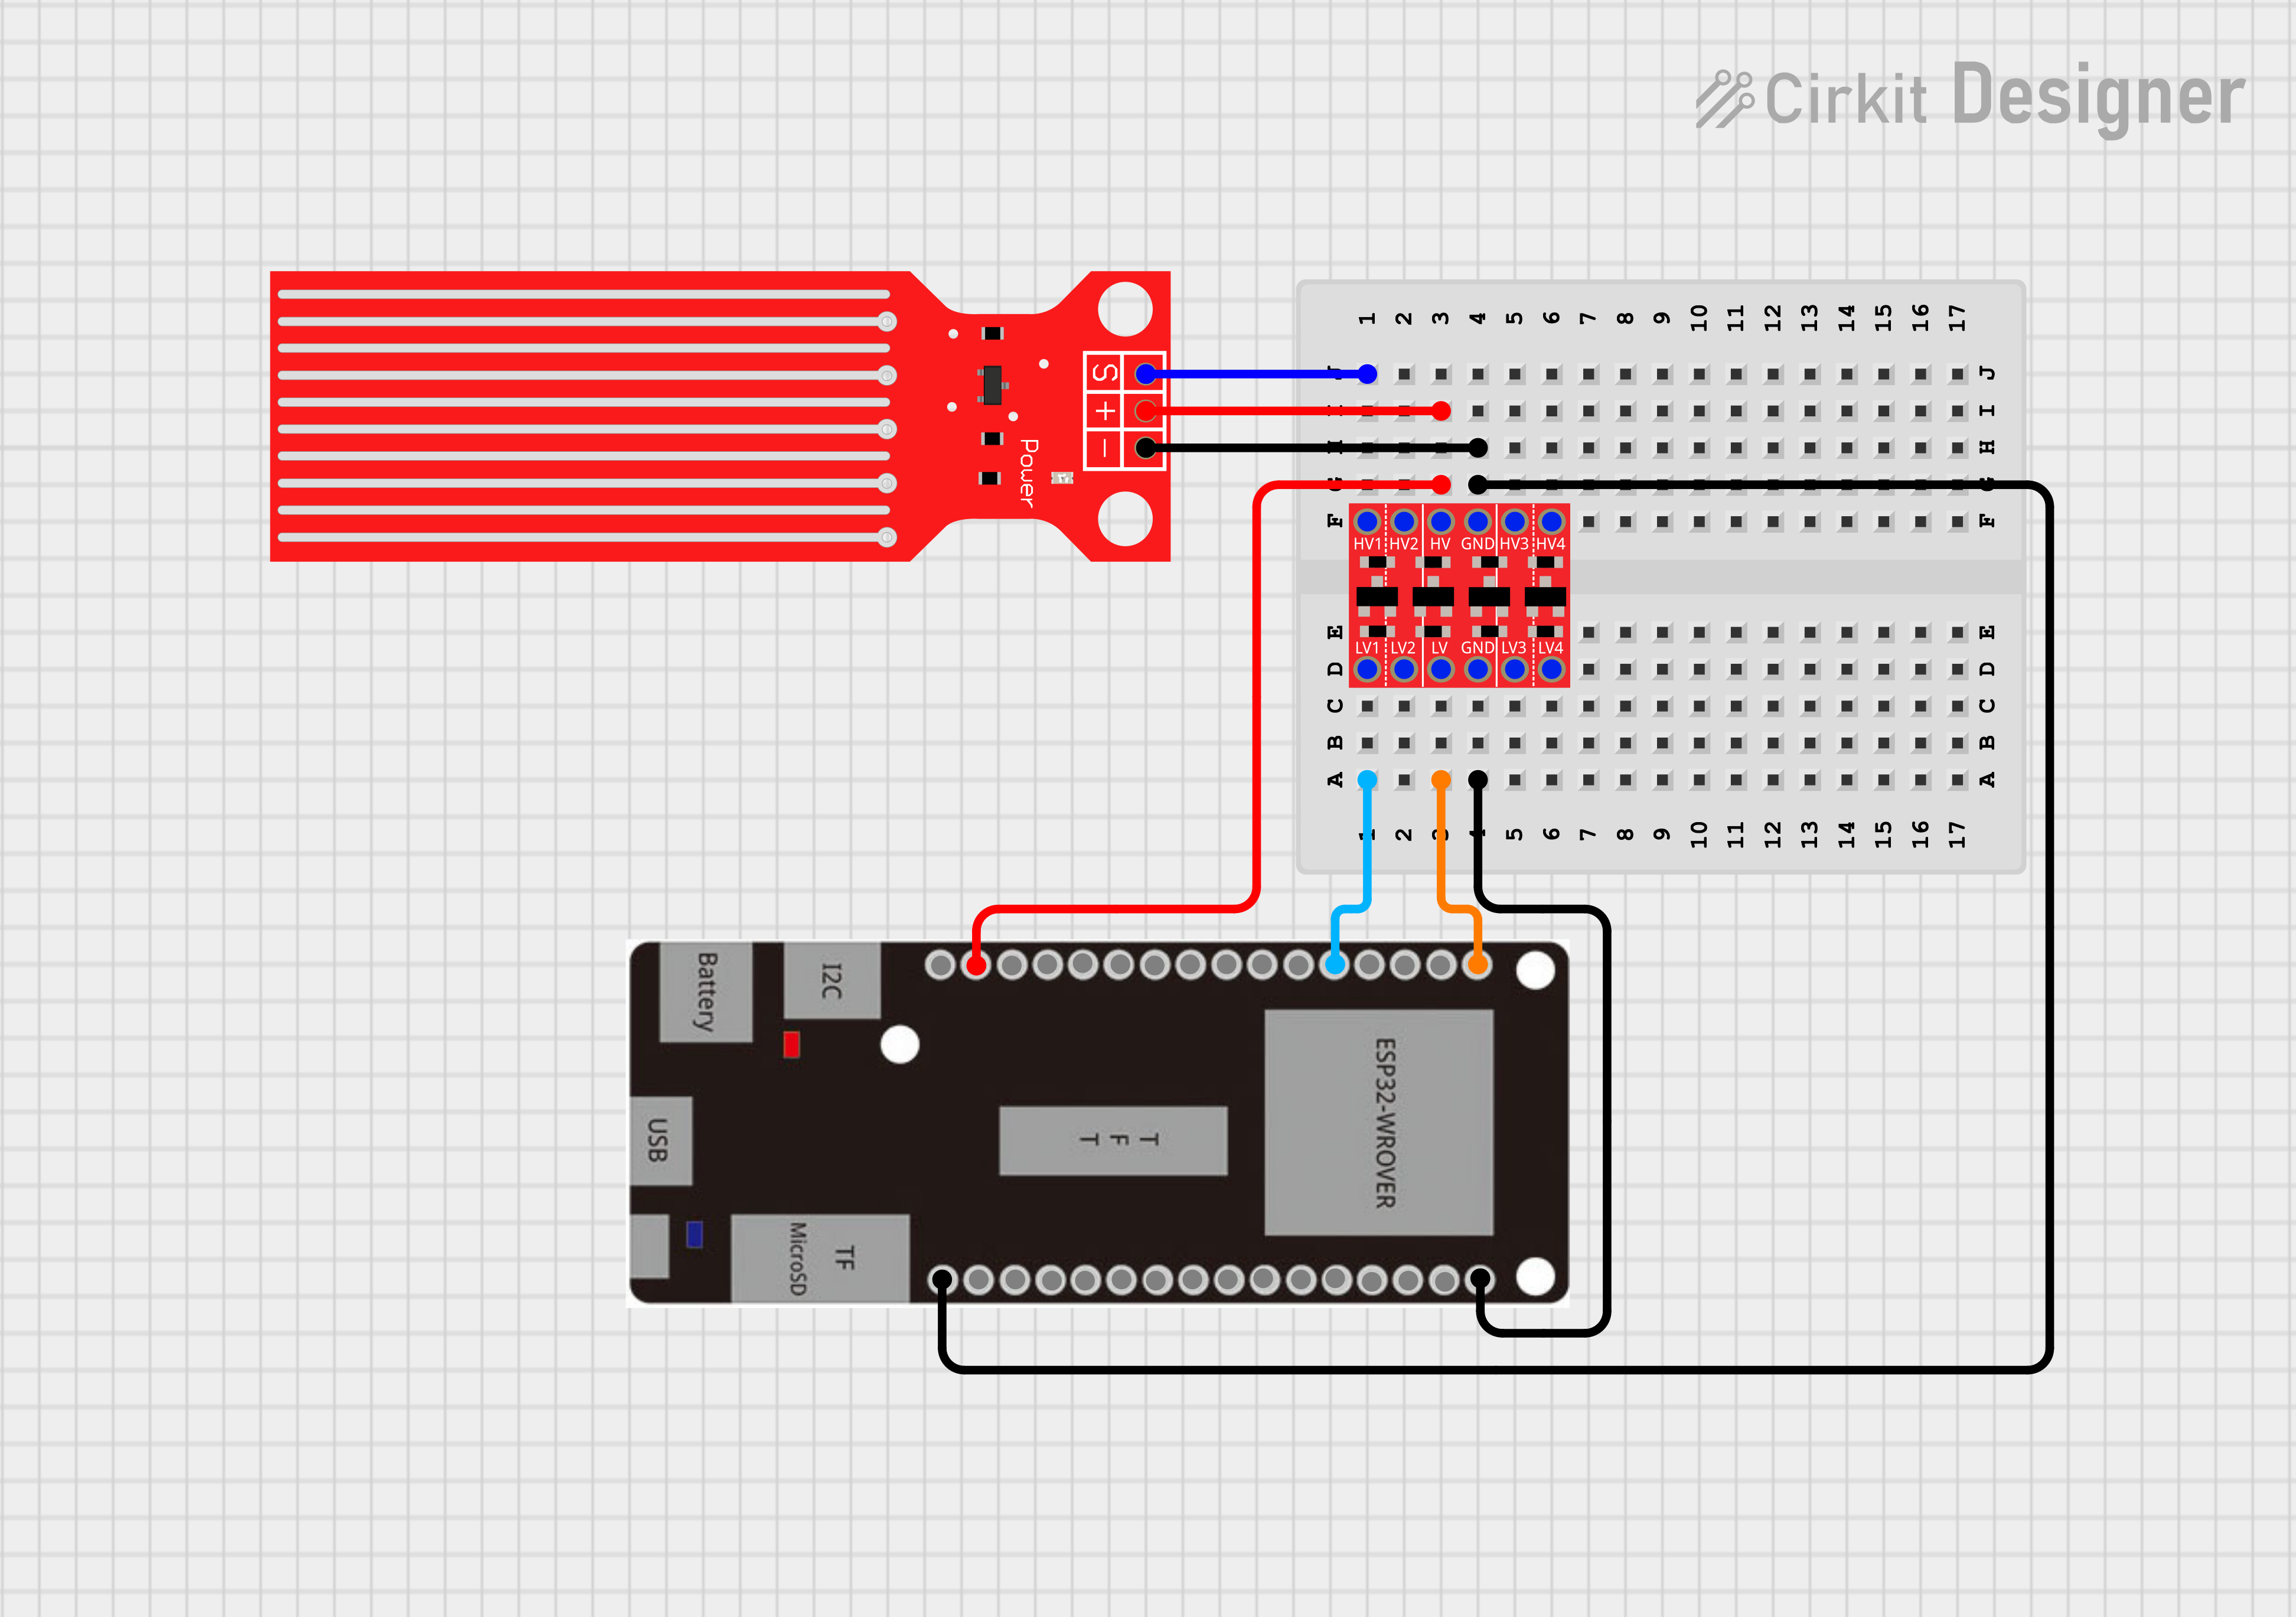 Cirkit Designer
1 2 3 4 5 6 7 8 9 10 11 12 13 14 15 16 17
J
I I
H
F F
S
+
−
Power
HV1 HV2 HV GND HV3 HV4
LV1 LV2 LV GND LV3 LV4
E E
D D
C C
B B
A A
1 2 3 4 5 6 7 8 9 10 11 12 13 14 15 16 17
Battery
I2C
USB
T F T
ESP32-WROVER
MicroSD
TF